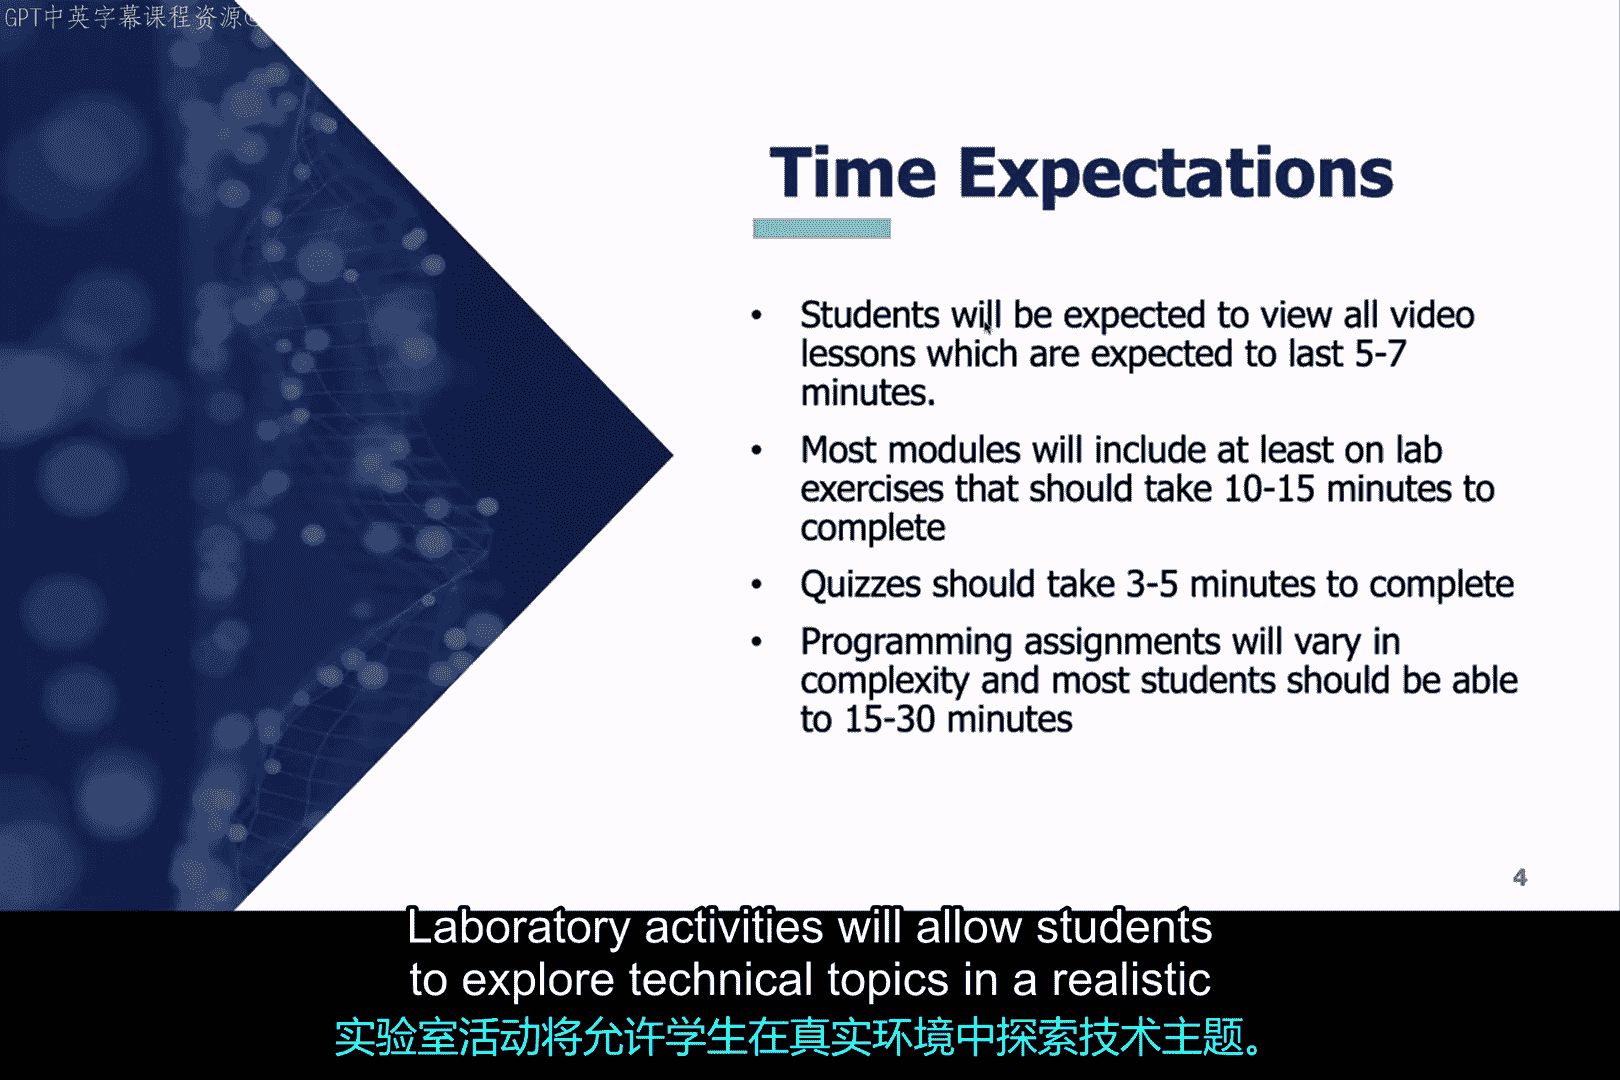 GPT中英字幕课程资源
Time Expectations
• Students will be expected to view all video
lessons which are expected to last 5-7
minutes.
• Most modules will include at least on lab
exercises that should take 10-15 minutes to
complete
• Quizzes should take 3-5 minutes to complete
• Programming assignments will vary in
complexity and most students should be able
to 15-30 minutes
4
Laboratory activities will allow students
to explore technical topics in a realistic
实验室活动将允许学生在真实环境中探索技术主题。